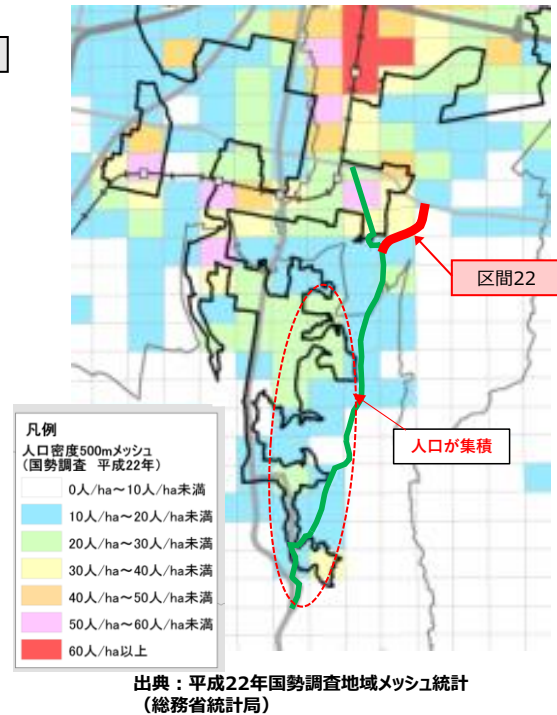 区間22
人口が集積
凡例
人口密度500mメッシュ
(国勢調査 平成22年)
0人/ha～10人/ha未満
10人/ha～20人/ha未満
20人/ha～30人/ha未満
30人/ha～40人/ha未満
40人/ha～50人/ha未満
50人/ha～60人/ha未満
60人/ha以上
出典：平成22年国勢調査地域メッシュ統計
（総務省統計局）